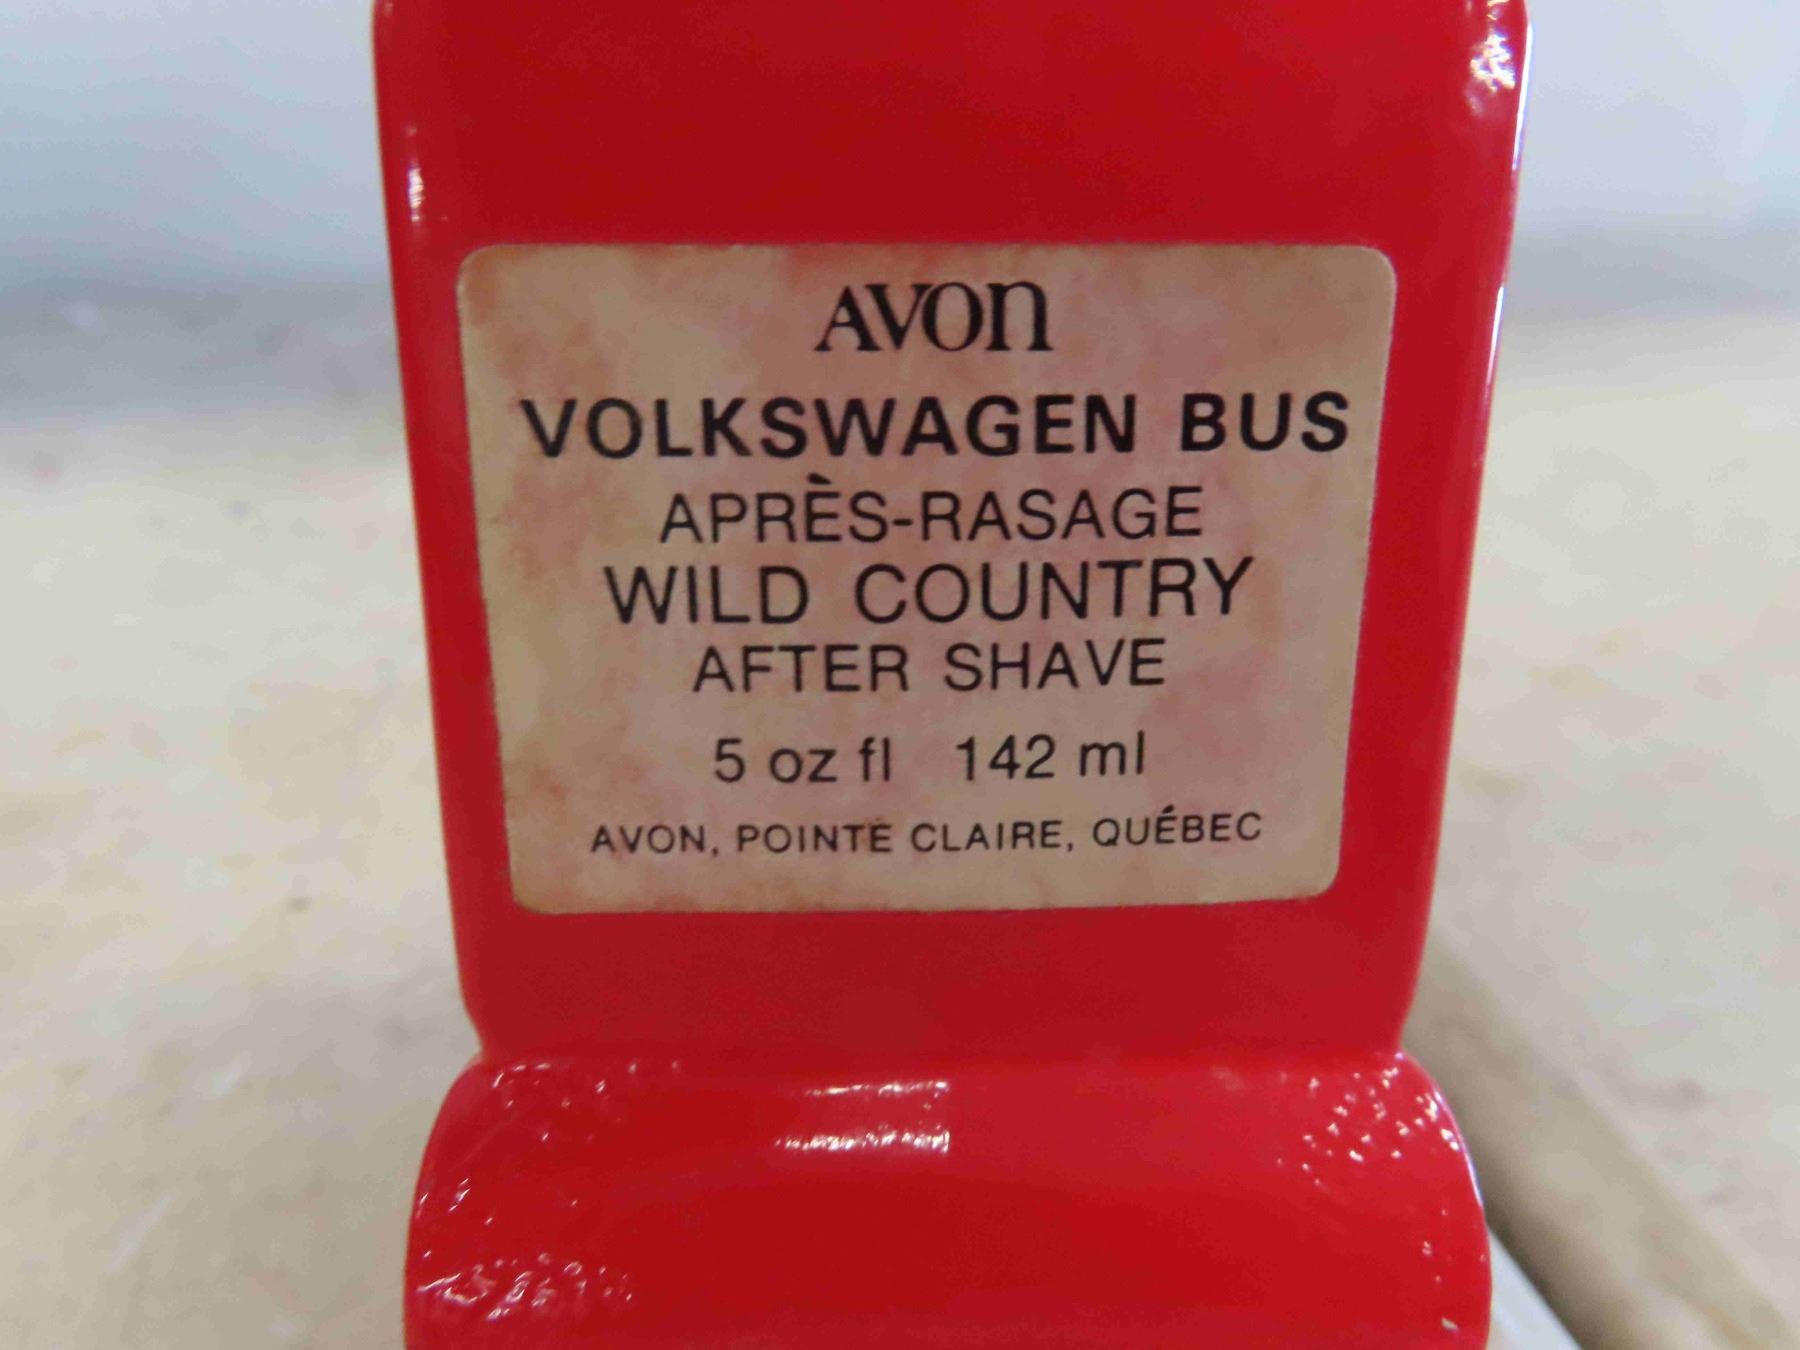 AVON
VOLKSWAGEN BUS
APRÈS-RASAGE
WILD COUNTRY
AFTER SHAVE
5 oz fl 142 ml
AVON, POINTE CLAIRE, QUÉBEC